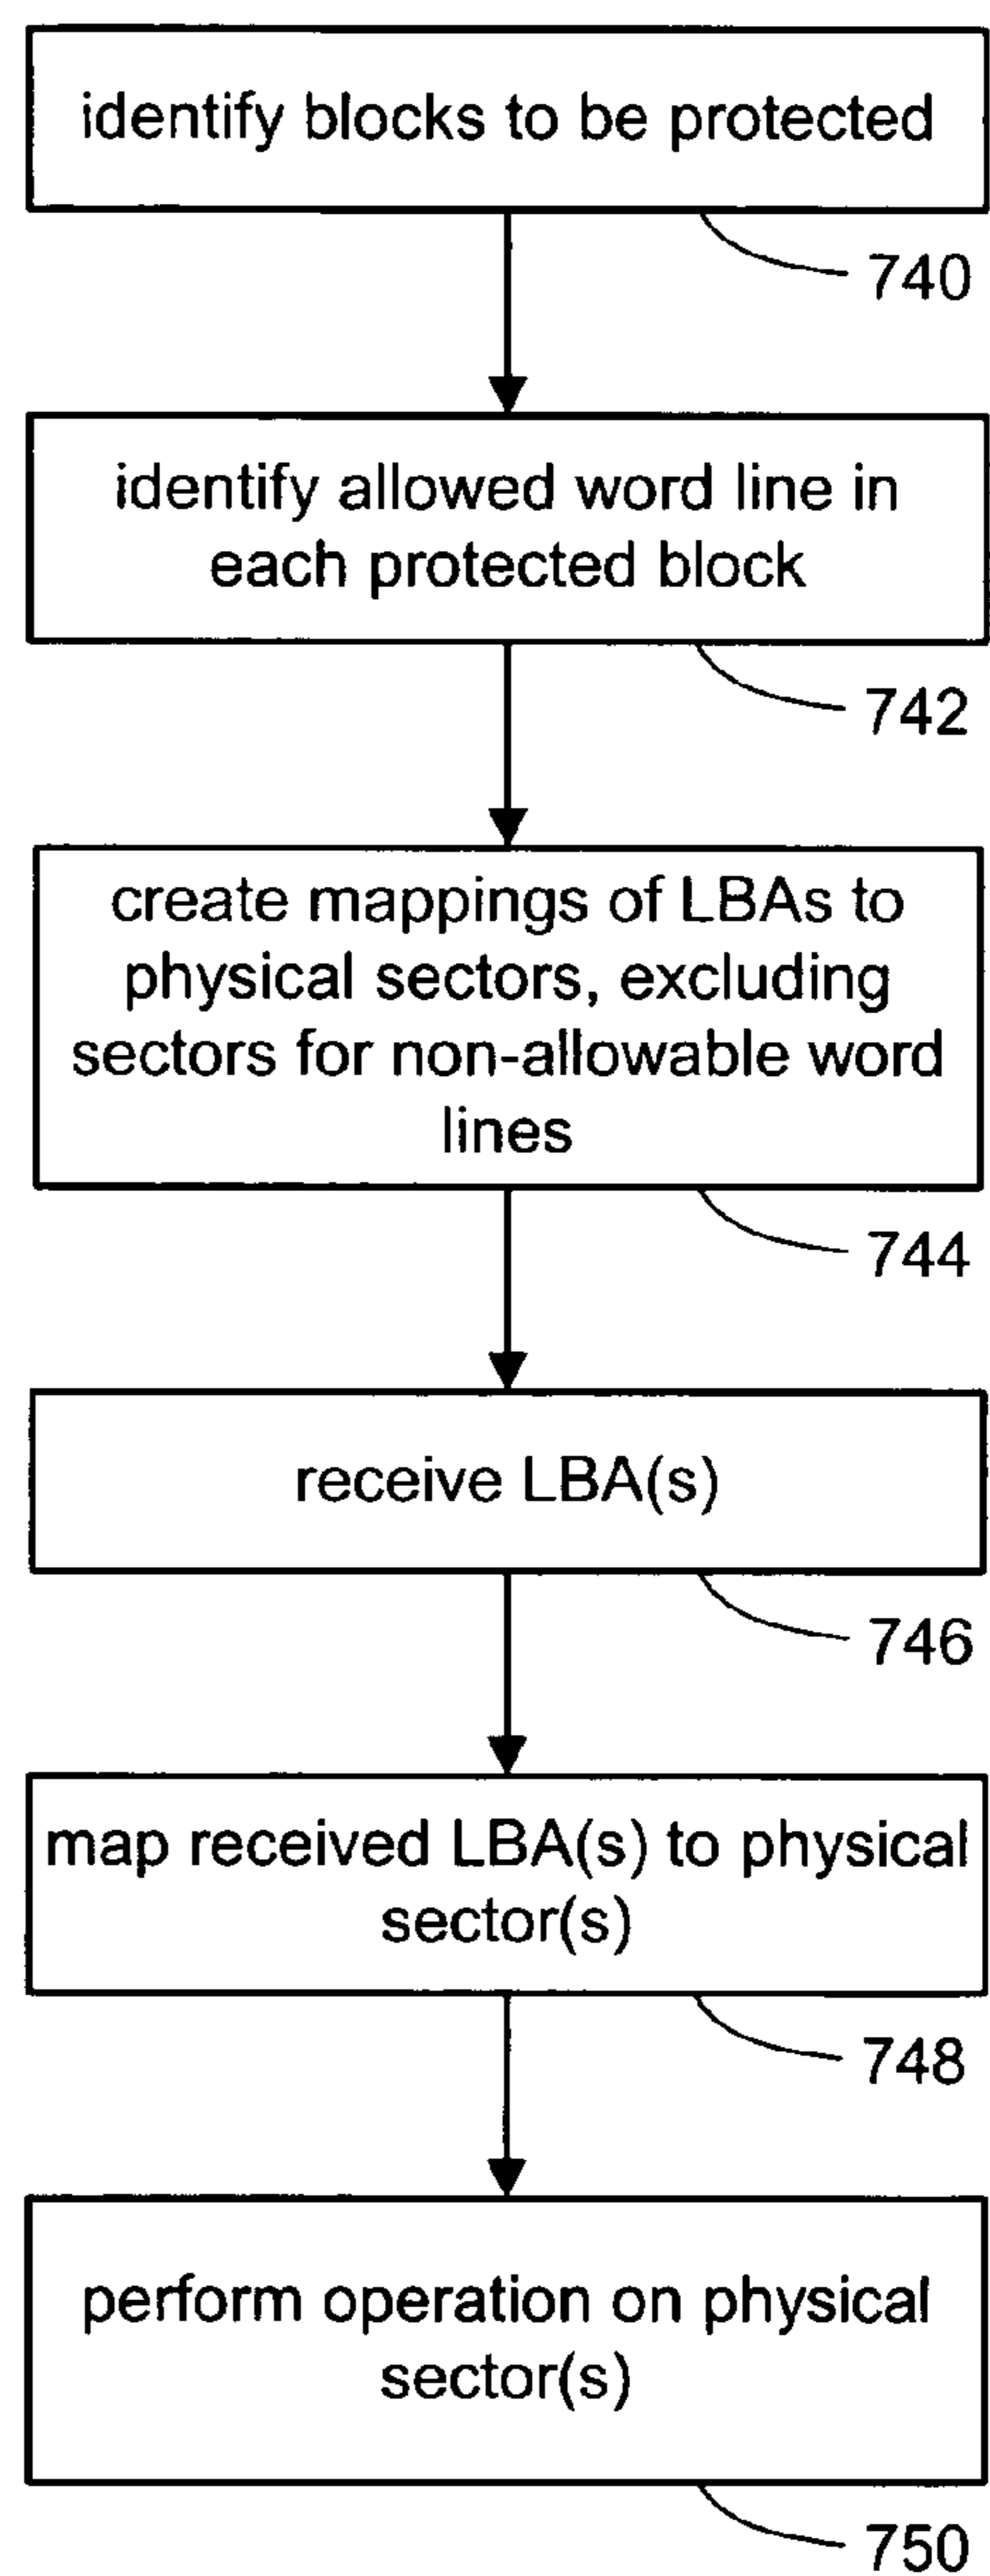 identify blocks to be protected
740
identify allowed word line in
each protected block
742
create mappings of LBAs to
physical sectors, excluding
sectors for non-allowable word
lines
744
receive LBA(s)
746
map received LBA(s) to physical
sector(s)
748
perform operation on physical
sector(s)
750